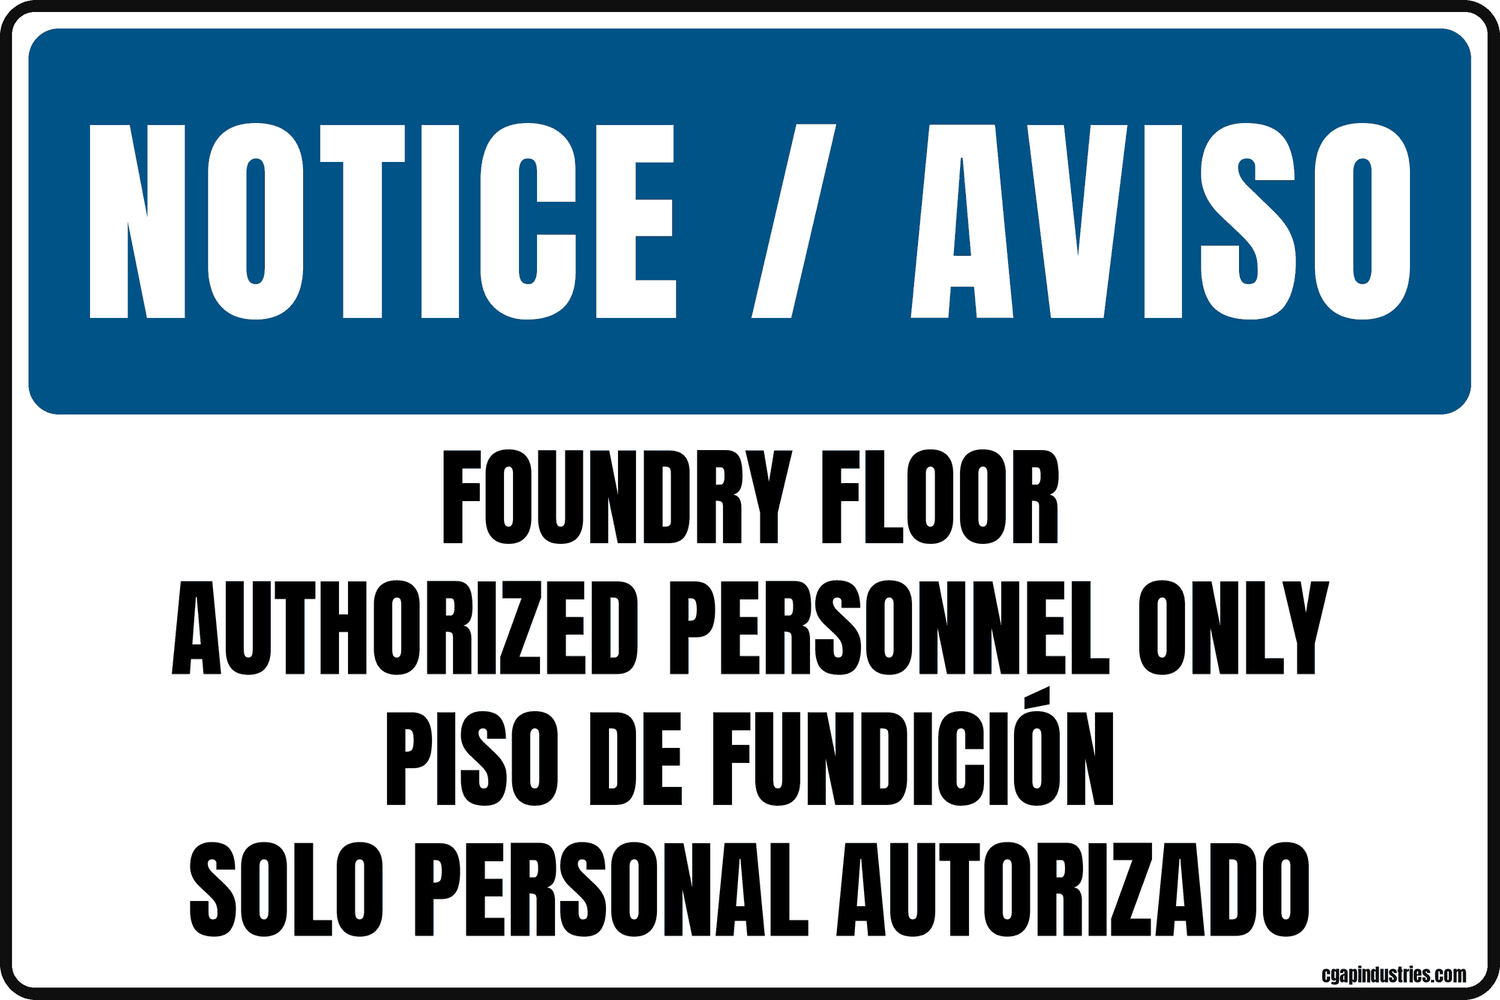 NOTICE / AVISO
FOUNDRY FLOOR
AUTHORIZED PERSONNEL ONLY
PISO DE FUNDICIÓN
SOLO PERSONAL AUTORIZADO
cgapindustries.com